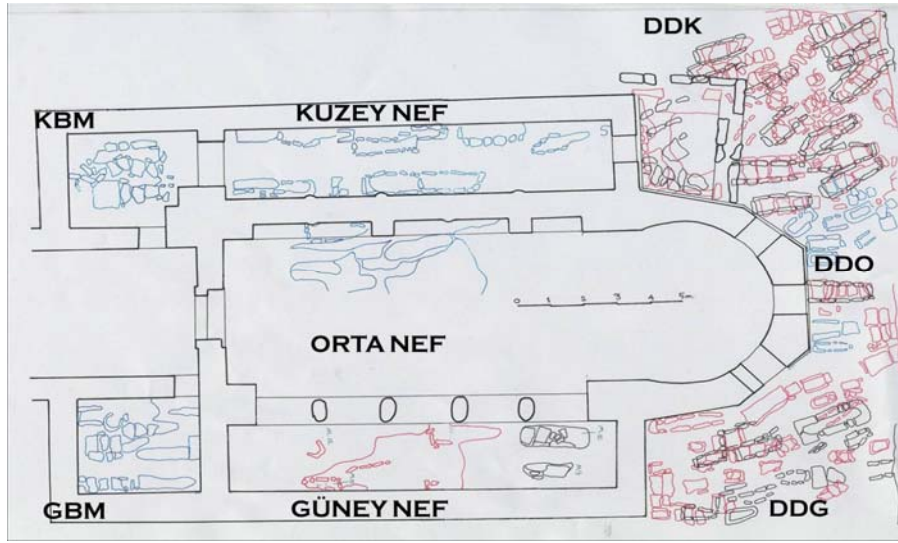 DDK
KBM
KUZEY NEF
DDO
0 1 2 3 4 5m
ORTA NEF
GBM
GÜNEY NEF
DDG